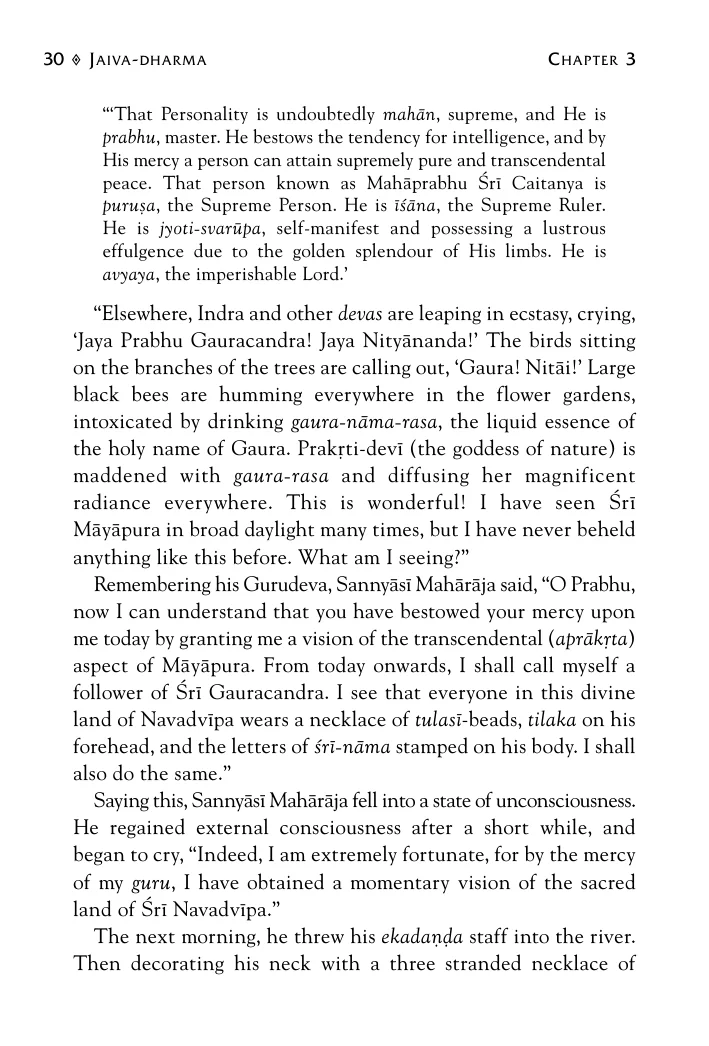 30 ◈ JAIVA-DHARMA CHAPTER 3
“‘That Personality is undoubtedly mahān, supreme, and He is
prabhu, master. He bestows the tendency for intelligence, and by
His mercy a person can attain supremely pure and transcendental
peace. That person known as Mahāprabhu Śrī Caitanya is
puruṣa, the Supreme Person. He is īśāna, the Supreme Ruler.
He is jyoti-svarūpa, self-manifest and possessing a lustrous
effulgence due to the golden splendour of His limbs. He is
avyaya, the imperishable Lord.’
“Elsewhere, Indra and other devas are leaping in ecstasy, crying,
‘Jaya Prabhu Gauracandra! Jaya Nityānanda!’ The birds sitting
on the branches of the trees are calling out, ‘Gaura! Nitāi!’ Large
black bees are humming everywhere in the flower gardens,
intoxicated by drinking gaura-nāma-rasa, the liquid essence of
the holy name of Gaura. Prakṛti-devī (the goddess of nature) is
maddened with gaura-rasa and diffusing her magnificent
radiance everywhere. This is wonderful! I have seen Śrī
Māyāpura in broad daylight many times, but I have never beheld
anything like this before. What am I seeing?”
Remembering his Gurudeva, Sannyāsī Mahārāja said, “O Prabhu,
now I can understand that you have bestowed your mercy upon
me today by granting me a vision of the transcendental (aprākṛta)
aspect of Māyāpura. From today onwards, I shall call myself a
follower of Śrī Gauracandra. I see that everyone in this divine
land of Navadvīpa wears a necklace of tulasī-beads, tilaka on his
forehead, and the letters of śrī-nāma stamped on his body. I shall
also do the same.”
Saying this, Sannyāsī Mahārāja fell into a state of unconsciousness.
He regained external consciousness after a short while, and
began to cry, “Indeed, I am extremely fortunate, for by the mercy
of my guru, I have obtained a momentary vision of the sacred
land of Śrī Navadvīpa.”
The next morning, he threw his ekadaṇḍa staff into the river.
Then decorating his neck with a three stranded necklace of